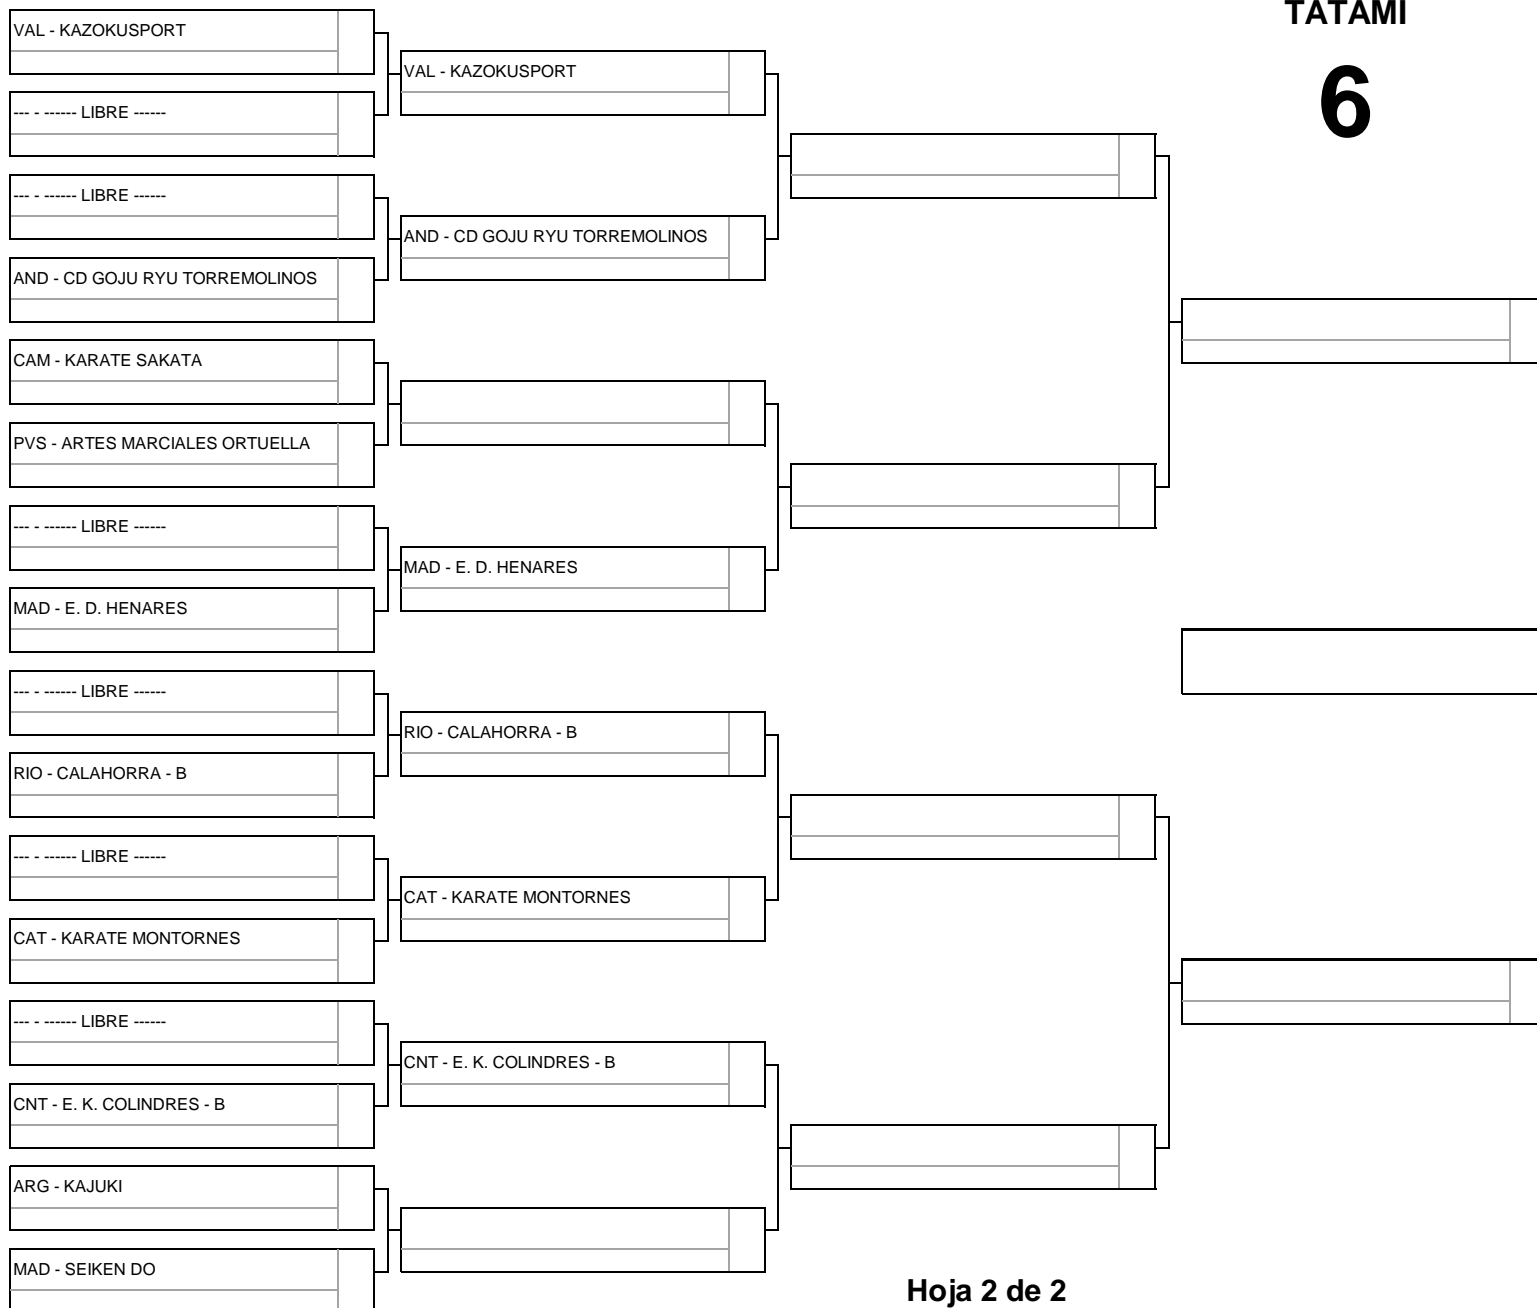 TATAMI
6
VAL - KAZOKUSPORT
--- - ------ LIBRE ------
--- - ------ LIBRE ------
AND - CD GOJU RYU TORREMOLINOS
CAM - KARATE SAKATA
PVS - ARTES MARCIALES ORTUELLA
--- - ------ LIBRE ------
MAD - E. D. HENARES
--- - ------ LIBRE ------
RIO - CALAHORRA - B
--- - ------ LIBRE ------
CAT - KARATE MONTORNES
--- - ------ LIBRE ------
CNT - E. K. COLINDRES - B
ARG - KAJUKI
MAD - SEIKEN DO
VAL - KAZOKUSPORT
AND - CD GOJU RYU TORREMOLINOS
MAD - E. D. HENARES
RIO - CALAHORRA - B
CAT - KARATE MONTORNES
CNT - E. K. COLINDRES - B
Hoja 2 de 2